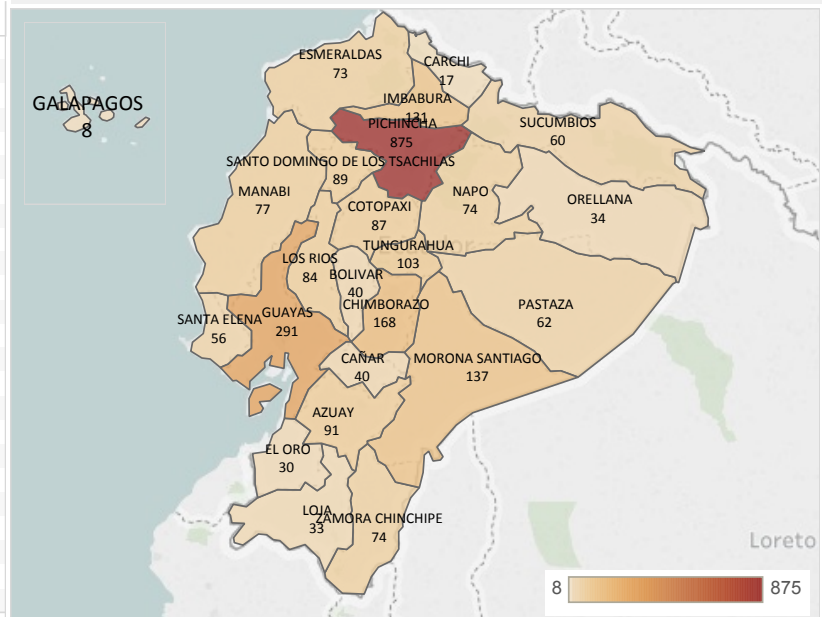 ESMERALDAS
73
CARCHI
17
GALAPAGOS
8
IMBABURA
131
PICHINCHA
875
SUCUMBIOS
60
SANTO DOMINGO DE LOS TSACHILAS
89
MANABI
77
NAPO
74
ORELLANA
34
COTOPAXI
87
TUNGURAHUA
103
LOS RIOS
84
BOLIVAR
40
CHIMBORAZO
168
PASTAZA
62
SANTA ELENA
56
GUAYAS
291
CAÑAR
40
MORONA SANTIAGO
137
AZUAY
91
EL ORO
30
LOJA
33
ZAMORA CHINCHIPE
74
Loreto
8
875